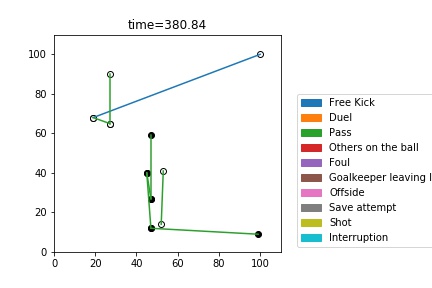 time=380.84
100
80
60
40
20
0
0 20 40 60 80 100
Free Kick
Duel
Pass
Others on the ball
Foul
Goalkeeper leaving l
Offside
Save attempt
Shot
Interruption